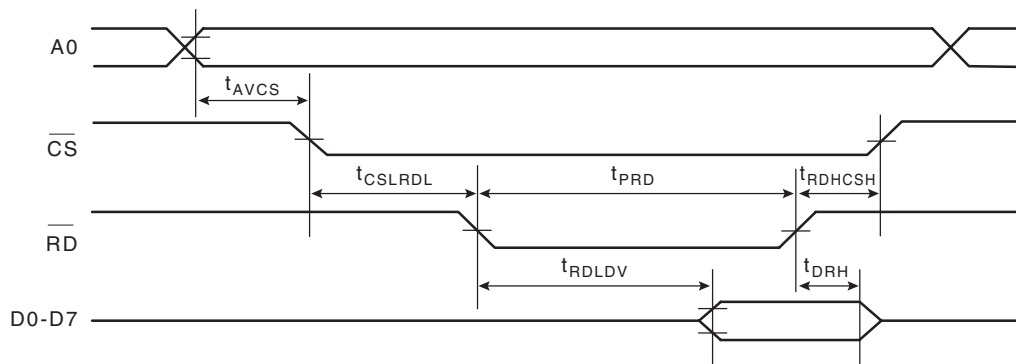 A0
tAVCS
CS
tCSLRDL
tPRD
tRDHCSH
RD
tRDLDV
tDRH
D0-D7